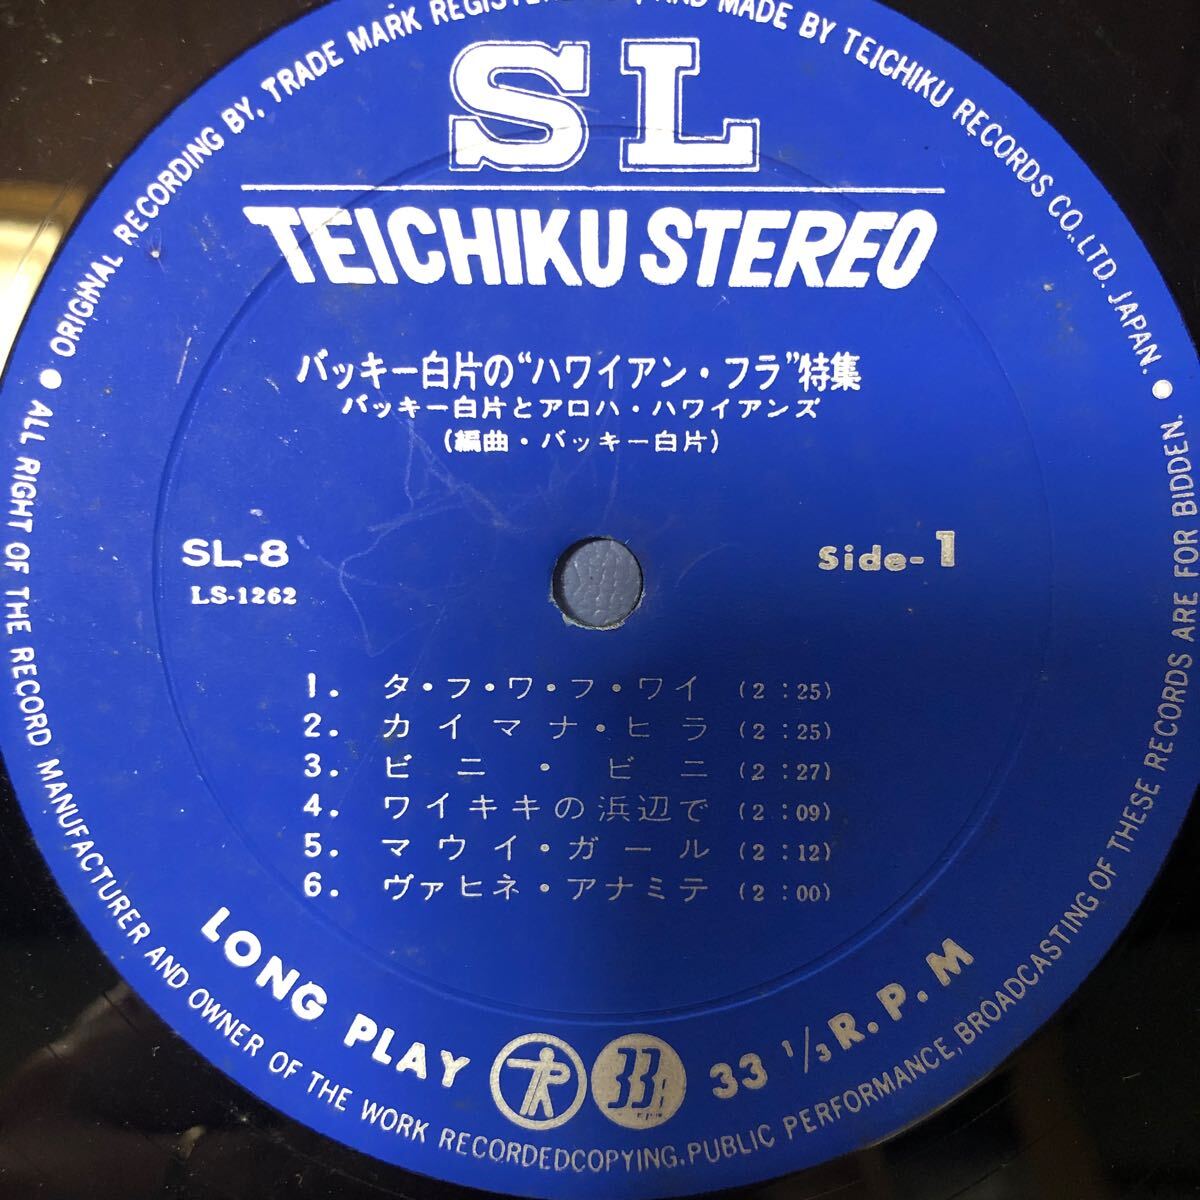 ORIGINAL RECORDING BY, TRADE MARK REGISTERED AND MADE BY TEICHIKU RECORDS CO., LTD. JAPAN.
SL
TEICHIKU STEREO
バッキー白片の“ハワイアン・フラ”特集
バッキー白片とアロハ・ハワイアンズ
(編曲・バッキー白片)
SL-8
LS-1262
Side-1
1. タ・フ・ワ・フ・ワイ (2:25)
2. カイマナ・ヒラ (2:25)
3. ビニ・ビニ (2:27)
4. ワイキキの浜辺で (2:09)
5. マウイ・ガール (2:12)
6. ヴァヒネ・アナミテ (2:00)
LONG PLAY 33 1/3 R.P.M
ALL RIGHT OF THE RECORD MANUFACTURER AND OWNER OF THE WORK RECORDEDCOPYING. PUBLIC PERFORMANCE, BROADCASTING OF THESE RECORDS ARE FOR BIDDEN.